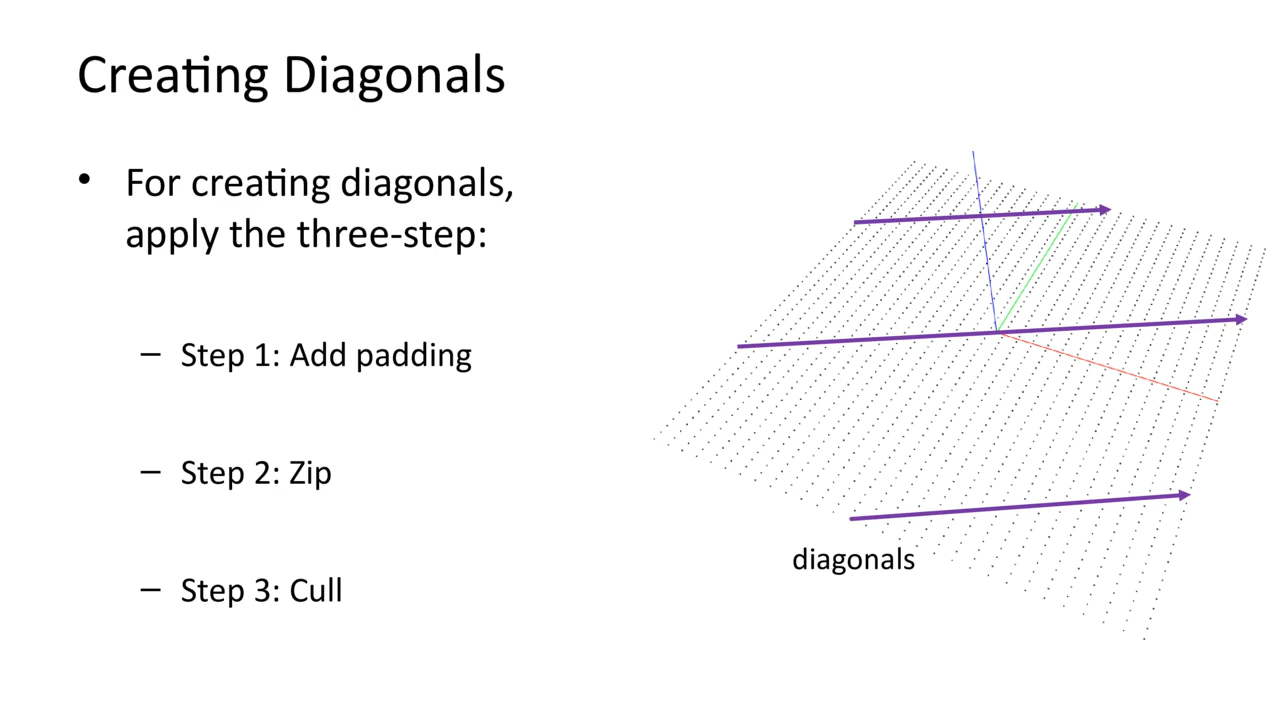 Creating Diagonals
• For creating diagonals,
apply the three-step:
– Step 1: Add padding
– Step 2: Zip
– Step 3: Cull
diagonals